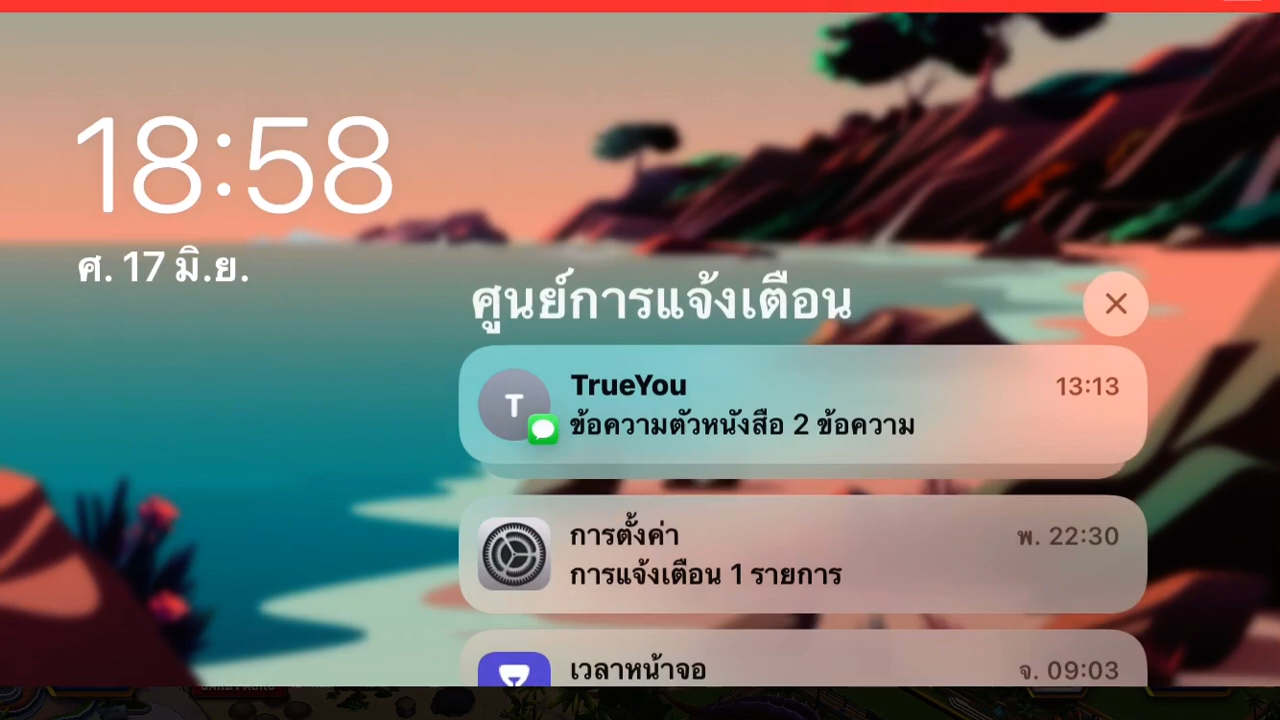 18:58
ศ. 17 มิ.ย.
ศูนย์การแจ้งเตือน
T
TrueYou
13:13
ข้อความตัวหนังสือ 2 ข้อความ
การตั้งค่า
พ. 22:30
การแจ้งเตือน 1 รายการ
เวลาหน้าจอ
จ. 09:03